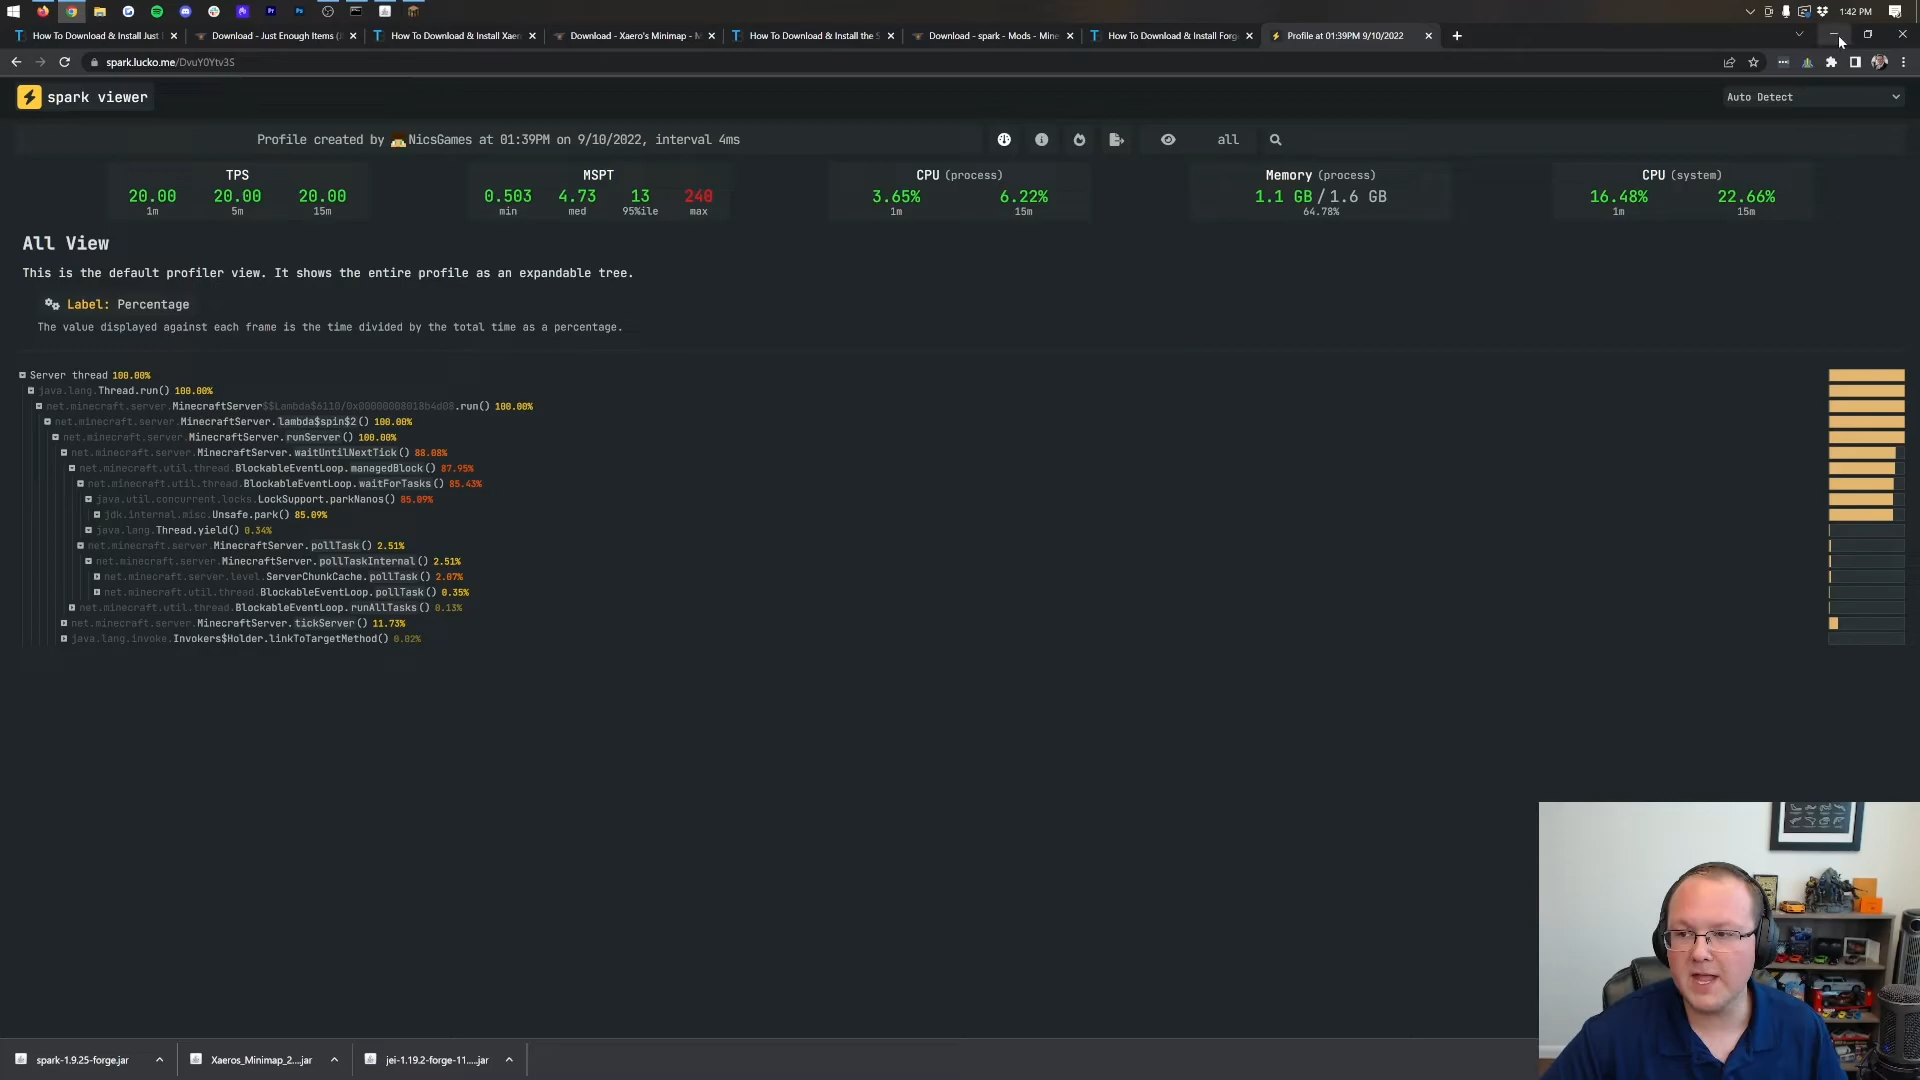 1:42 PM
How To Download & Install Just
Download - Just Enough Items (J
How To Download & Install Xaer
Download - Xaero's Minimap - M
How To Download & Install the S
Download - spark - Mods - Mine
How To Download & Install Forg
Profile at 01:39PM 9/10/2022
spark.lucko.me/DvuY0Ytv3S
spark viewer
Auto Detect
Profile created by NicsGames at 01:39PM on 9/10/2022, interval 4ms
all
TPS
20.00 20.00 20.00
1m 5m 15m
MSPT
0.503 4.73 13 240
min med 95%ile max
CPU (process)
3.65% 6.22%
1m 15m
Memory (process)
1.1 GB / 1.6 GB
64.78%
CPU (system)
16.48% 22.66%
1m 15m
All View
This is the default profiler view. It shows the entire profile as an expandable tree.
Label: Percentage
The value displayed against each frame is the time divided by the total time as a percentage.
Server thread 100.00%
java.lang.Thread.run() 100.00%
net.minecraft.server.MinecraftServer$$Lambda$6110/0x00000008018b4d08.run() 100.00%
net.minecraft.server.MinecraftServer.lambda$spin$2() 100.00%
net.minecraft.server.MinecraftServer.runServer() 100.00%
net.minecraft.server.MinecraftServer.waitUntilNextTick() 88.08%
net.minecraft.util.thread.BlockableEventLoop.managedBlock() 87.95%
net.minecraft.util.thread.BlockableEventLoop.waitForTasks() 85.43%
java.util.concurrent.locks.LockSupport.parkNanos() 85.09%
jdk.internal.misc.Unsafe.park() 85.09%
java.lang.Thread.yield() 0.34%
net.minecraft.server.MinecraftServer.pollTask() 2.51%
net.minecraft.server.MinecraftServer.pollTaskInternal() 2.51%
net.minecraft.server.level.ServerChunkCache.pollTask() 2.07%
net.minecraft.util.thread.BlockableEventLoop.pollTask() 0.35%
net.minecraft.util.thread.BlockableEventLoop.runAllTasks() 0.13%
net.minecraft.server.MinecraftServer.tickServer() 11.73%
java.lang.invoke.Invokers$Holder.linkToTargetMethod() 0.02%
spark-1.9.25-forge.jar
Xaeros_Minimap_2....jar
jei-1.19.2-forge-11.....jar